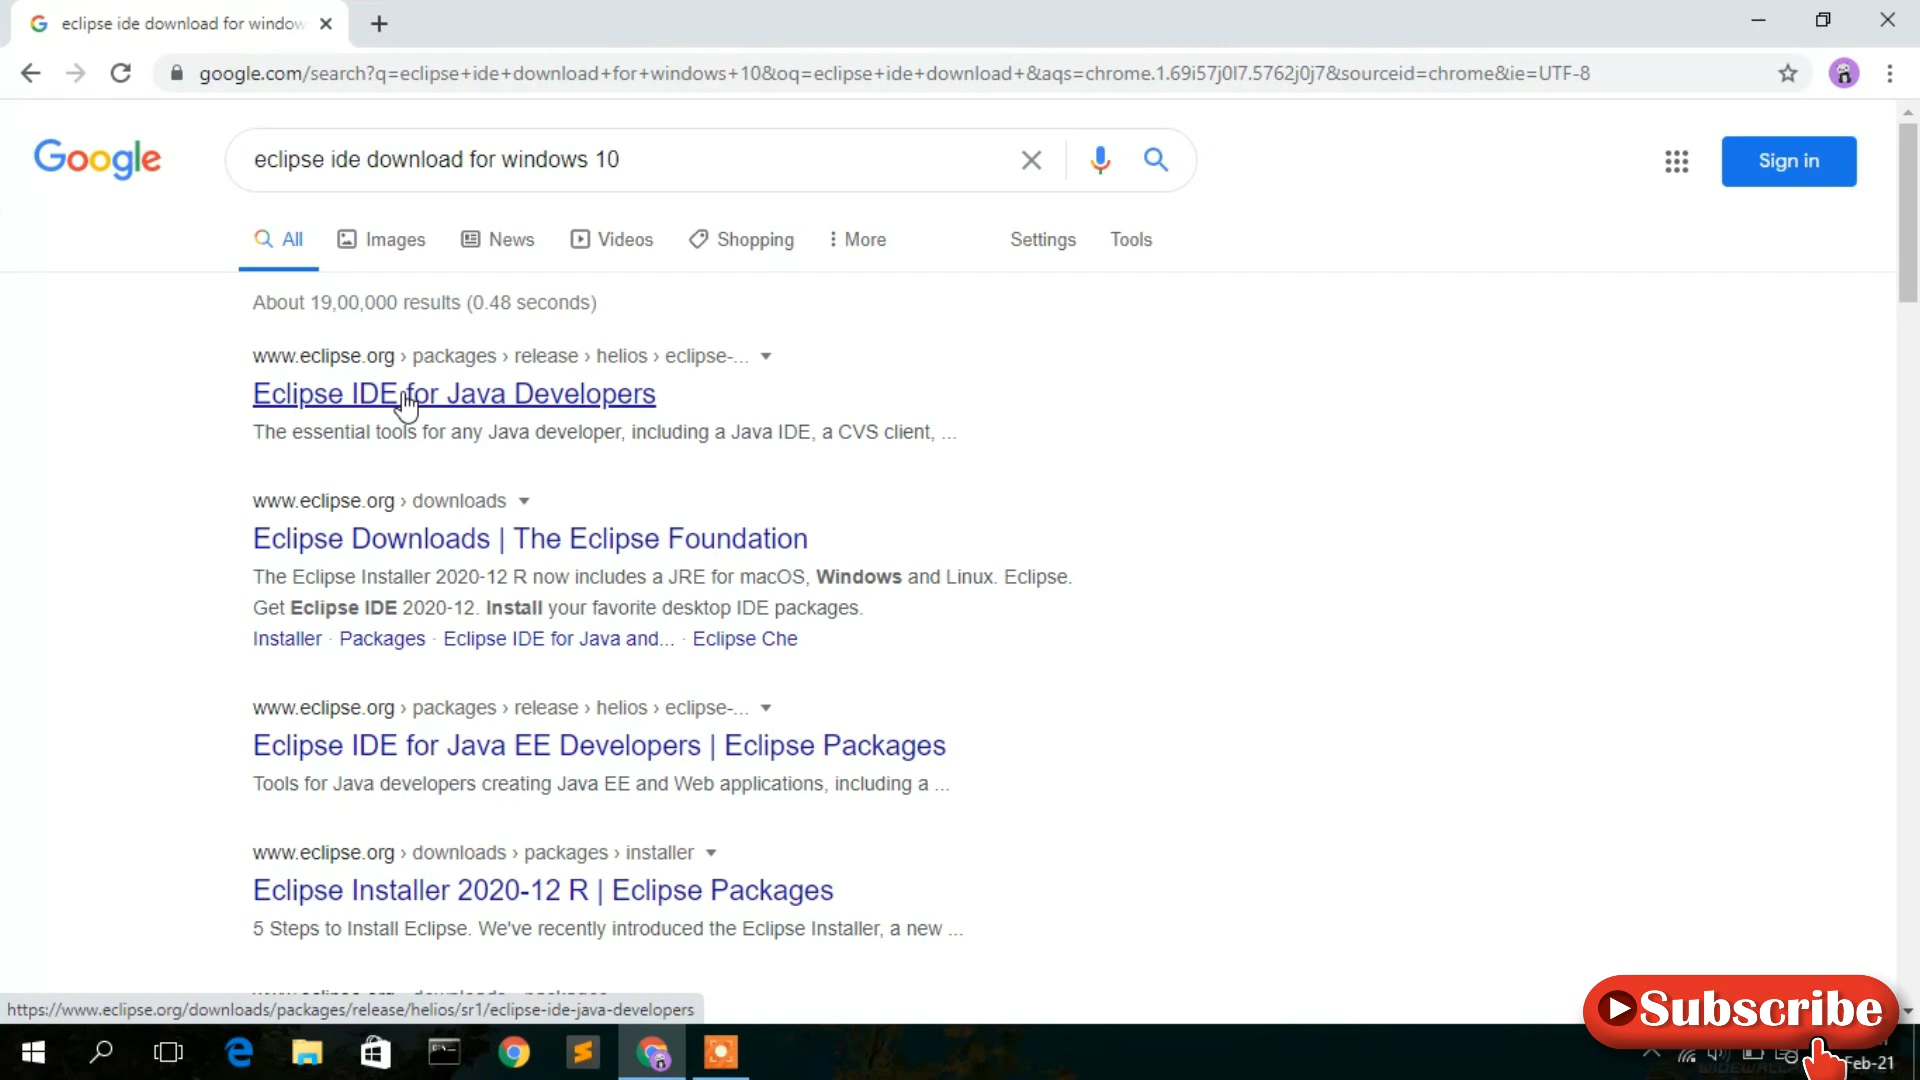 eclipse ide download for window
google.com/search?q=eclipse+ide+download+for+windows+10&oq=eclipse+ide+download+&aqs=chrome.1.69i57j0l7.5762j0j7&sourceid=chrome&ie=UTF-8
Google
eclipse ide download for windows 10
Sign in
All Images News Videos Shopping More Settings Tools
About 19,00,000 results (0.48 seconds)
www.eclipse.org › packages › release › helios › eclipse-...
Eclipse IDE for Java Developers
The essential tools for any Java developer, including a Java IDE, a CVS client, ...
www.eclipse.org › downloads
Eclipse Downloads | The Eclipse Foundation
The Eclipse Installer 2020-12 R now includes a JRE for macOS, Windows and Linux. Eclipse.
Get Eclipse IDE 2020-12. Install your favorite desktop IDE packages.
Installer · Packages · Eclipse IDE for Java and... · Eclipse Che
www.eclipse.org › packages › release › helios › eclipse-...
Eclipse IDE for Java EE Developers | Eclipse Packages
Tools for Java developers creating Java EE and Web applications, including a ...
www.eclipse.org › downloads › packages › installer
Eclipse Installer 2020-12 R | Eclipse Packages
5 Steps to Install Eclipse. We've recently introduced the Eclipse Installer, a new ...
https://www.eclipse.org/downloads/packages/release/helios/sr1/eclipse-ide-java-developers
Subscribe
Feb-21